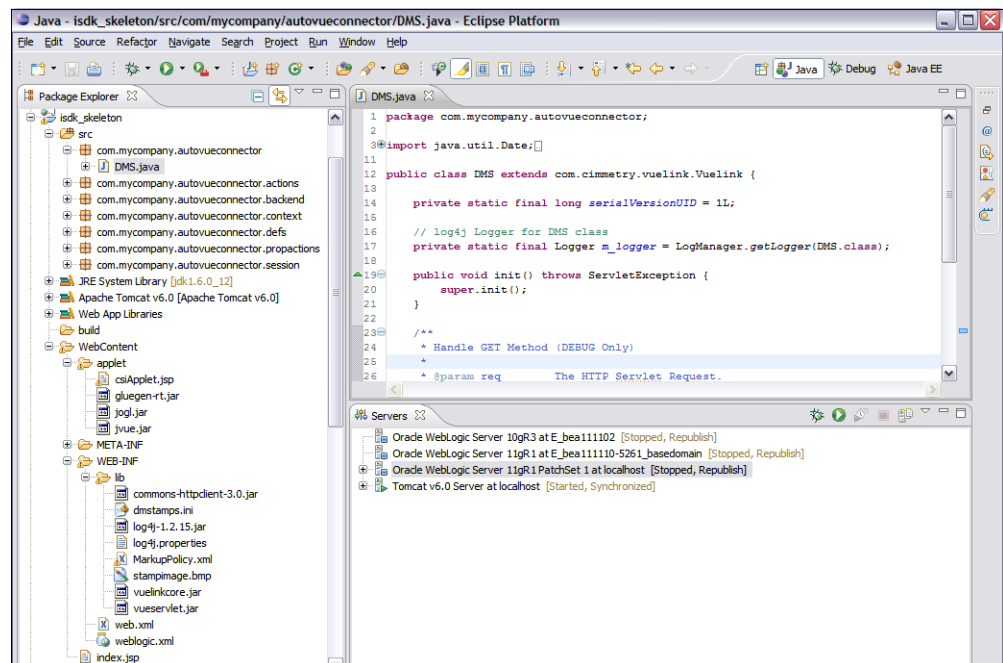 Java - isdk_skeleton/src/com/mycompany/autovueconnector/DMS.java - Eclipse Platform
File Edit Source Refactor Navigate Search Project Run Window Help
Java Debug Java EE
Package Explorer
isdk_skeleton
src
com.mycompany.autovueconnector
DMS.java
com.mycompany.autovueconnector.actions
com.mycompany.autovueconnector.backend
com.mycompany.autovueconnector.context
com.mycompany.autovueconnector.defs
com.mycompany.autovueconnector.propactions
com.mycompany.autovueconnector.session
JRE System Library [jdk1.6.0_12]
Apache Tomcat v6.0 [Apache Tomcat v6.0]
Web App Libraries
build
WebContent
applet
csiApplet.jsp
gluegen-rt.jar
jogl.jar
jvue.jar
META-INF
WEB-INF
lib
commons-httpclient-3.0.jar
dmstamps.ini
log4j-1.2.15.jar
log4j.properties
MarkupPolicy.xml
stampimage.bmp
vuelinkcore.jar
vueservlet.jar
web.xml
weblogic.xml
index.jsp
DMS.java
1 package com.mycompany.autovueconnector;
2
3 import java.util.Date;
11
12 public class DMS extends com.cimmetry.vuelink.Vuelink {
13
14 private static final long serialVersionUID = 1L;
15
16 // log4j Logger for DMS class
17 private static final Logger m_logger = LogManager.getLogger(DMS.class);
18
19 public void init() throws ServletException {
20 super.init();
21 }
22
23 /**
24 * Handle GET Method (DEBUG Only)
25 *
26 * @param req The HTTP Servlet Request.
Servers
Oracle WebLogic Server 10gR3 at E_bea111102 [Stopped, Republish]
Oracle WebLogic Server 11gR1 at E_bea111110-5261_basedomain [Stopped, Republish]
Oracle WebLogic Server 11gR1 PatchSet 1 at localhost [Stopped, Republish]
Tomcat v6.0 Server at localhost [Started, Synchronized]